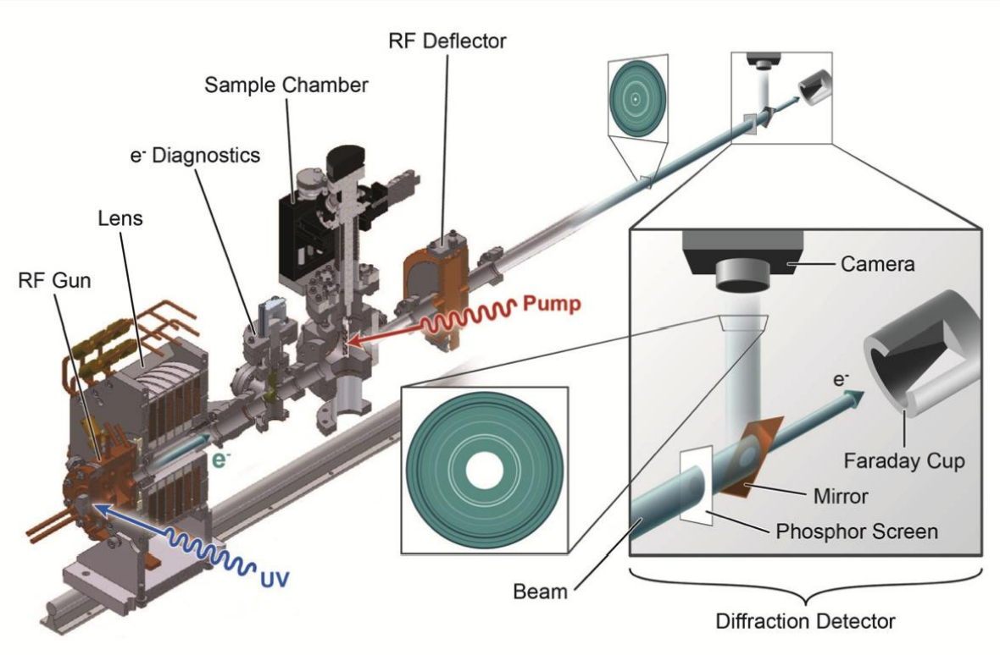 RF Deflector
Sample Chamber
e⁻ Diagnostics
Lens
RF Gun
Pump
e⁻
UV
Camera
e⁻
Faraday Cup
Mirror
Phosphor Screen
Beam
Diffraction Detector